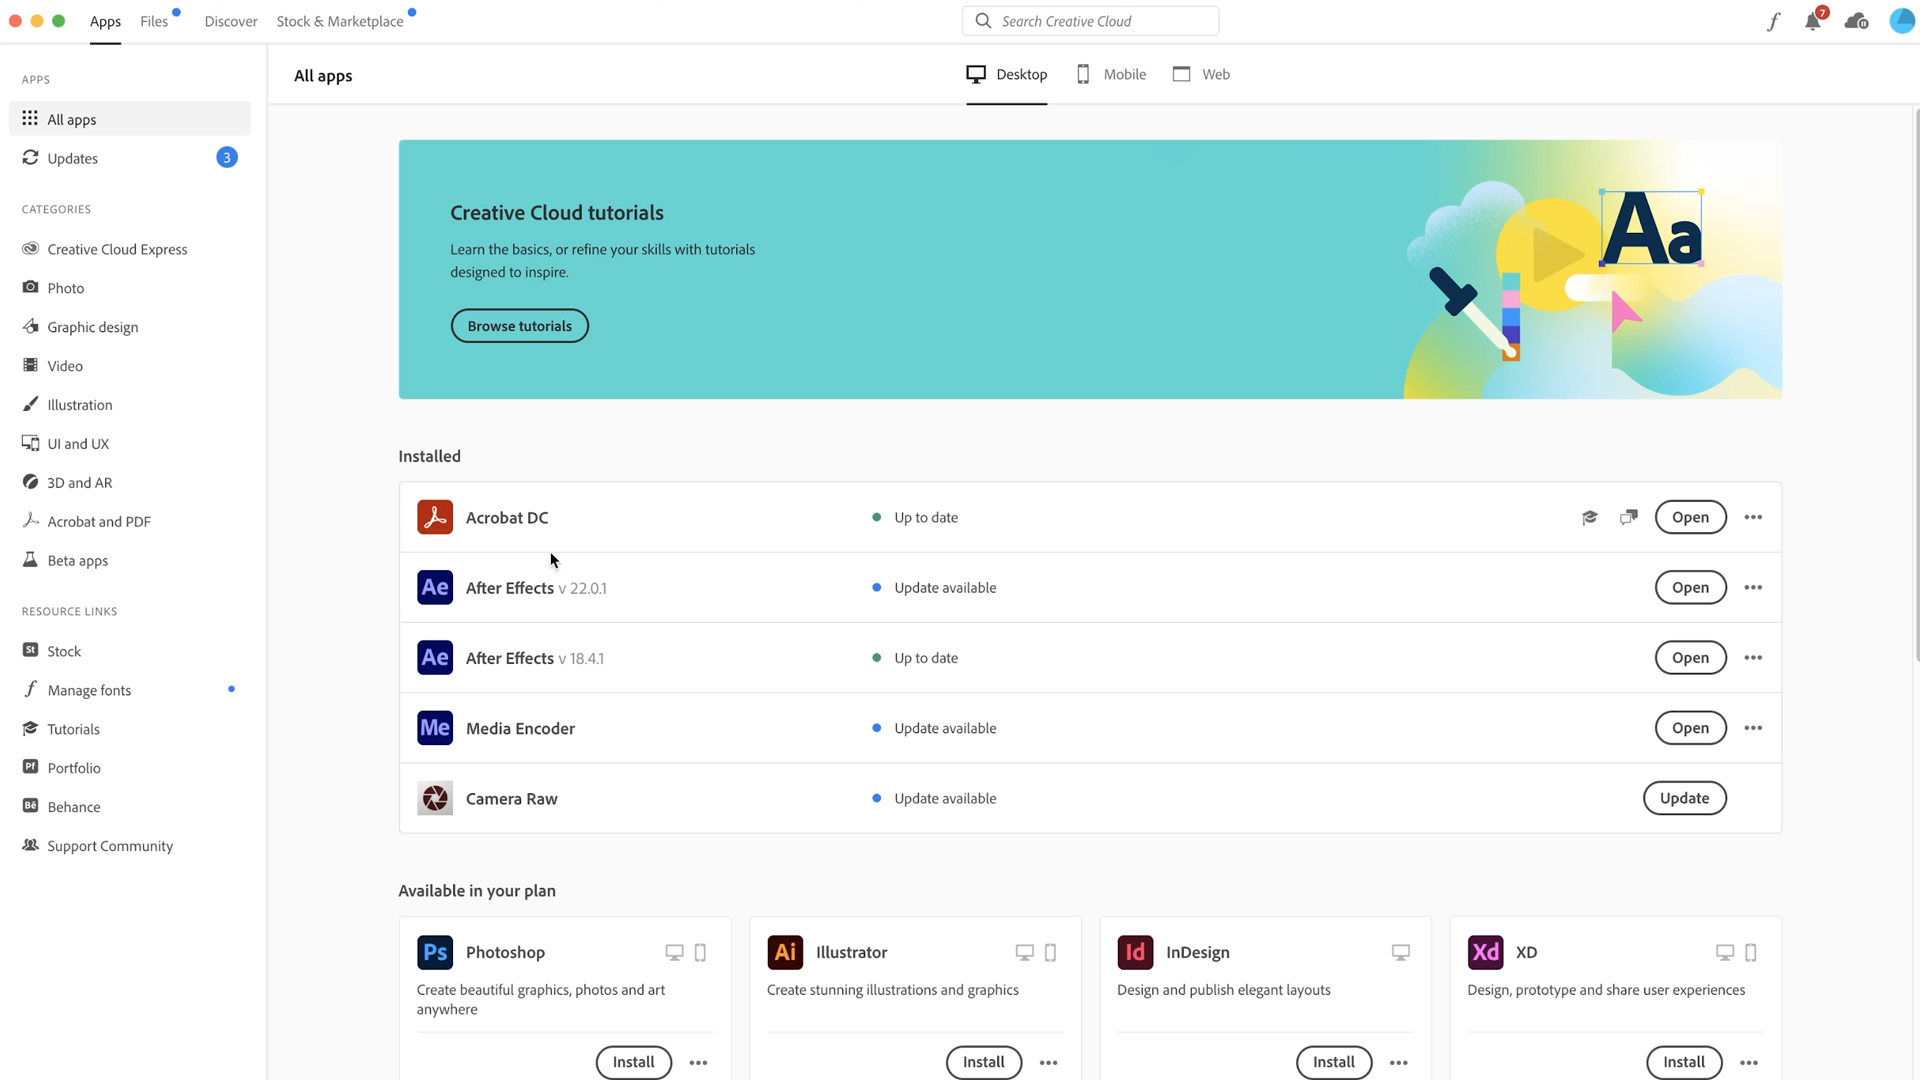 Apps
Files
Discover
Stock & Marketplace
Search Creative Cloud
7
APPS
All apps
Updates
3
CATEGORIES
Creative Cloud Express
Photo
Graphic design
Video
Illustration
UI and UX
3D and AR
Acrobat and PDF
Beta apps
RESOURCE LINKS
St Stock
Manage fonts
Tutorials
Pf Portfolio
Bē Behance
Support Community
All apps
Desktop
Mobile
Web
Creative Cloud tutorials
Learn the basics, or refine your skills with tutorials
designed to inspire.
Browse tutorials
Aa
Installed
Acrobat DC
Up to date
Open
Ae After Effects v 22.0.1
Update available
Open
Ae After Effects v 18.4.1
Up to date
Open
Me Media Encoder
Update available
Open
Camera Raw
Update available
Update
Available in your plan
Ps Photoshop
Create beautiful graphics, photos and art
anywhere
Install
Ai Illustrator
Create stunning illustrations and graphics
Install
Id InDesign
Design and publish elegant layouts
Install
Xd XD
Design, prototype and share user experiences
Install